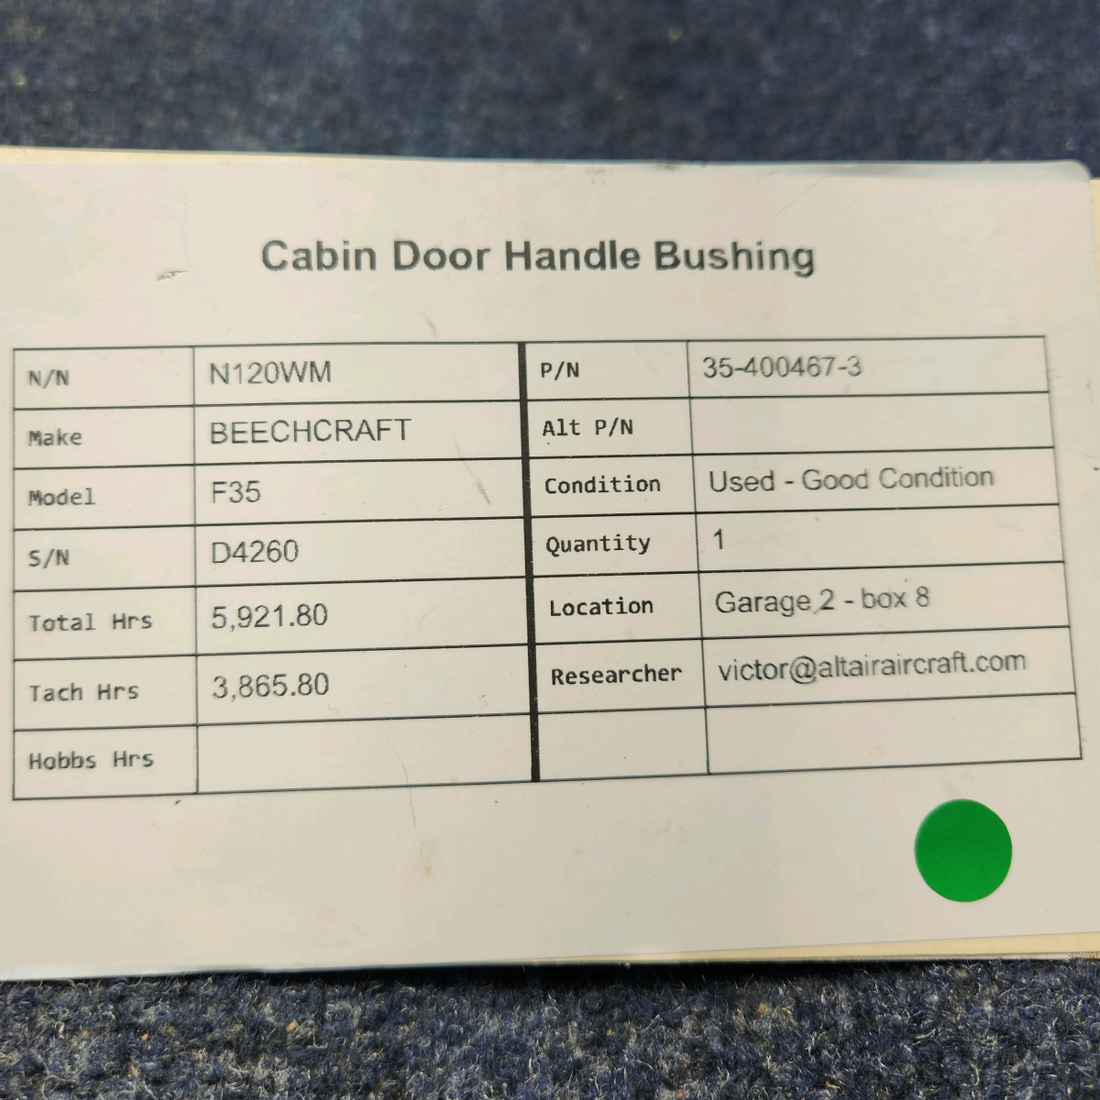 Cabin Door Handle Bushing
N/N N120WM P/N 35-400467-3
Make BEECHCRAFT Alt P/N
Model F35 Condition Used - Good Condition
S/N D4260 Quantity 1
Total Hrs 5,921.80 Location Garage 2 - box 8
Tach Hrs 3,865.80 Researcher victor@altairaircraft.com
Hobbs Hrs